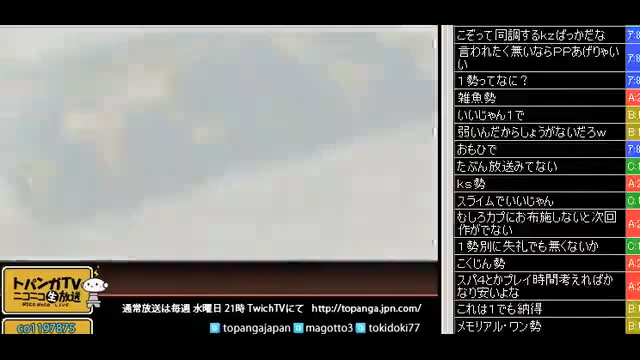 こぞって同調するkzばっかだな
言われたく無いならPPあげりゃい
い
1勢ってなに？
雑魚勢
いいじゃん1で
弱いんだからしょうがないだろw
おもひで
たぶん放送みてない
ks勢
スライムでいいじゃん
むしろカプにお布施しないと次回
作がでない
1勢別に失礼でも無くないか
こくじん勢
スパ4とかプレイ時間考えればか
なり安いよな
これは1でも納得
メモリアル・ワン勢
トパンガTV
ニコニコ生放送
NICO NICO LIVE
co1197875
通常放送は毎週 水曜日 21時 TwichTVにて http://topanga.jp.com/
topangajapan magotto3 tokidoki77